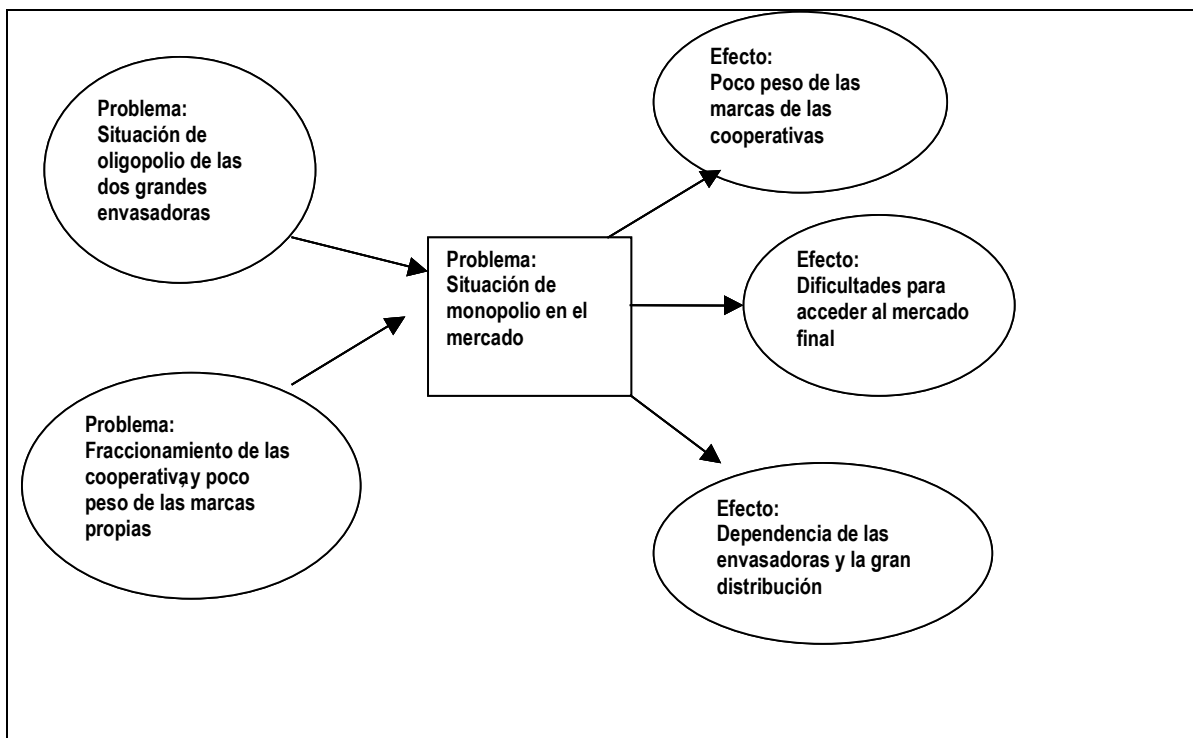 Problema:
Situación de
oligopolio de las
dos grandes
envasadoras
Problema:
Fraccionamiento de las
cooperativa,y poco
peso de las marcas
propias
Problema:
Situación de
monopolio en el
mercado
Efecto:
Poco peso de las
marcas de las
cooperativas
Efecto:
Dificultades para
acceder al mercado
final
Efecto:
Dependencia de las
envasadoras y la gran
distribución